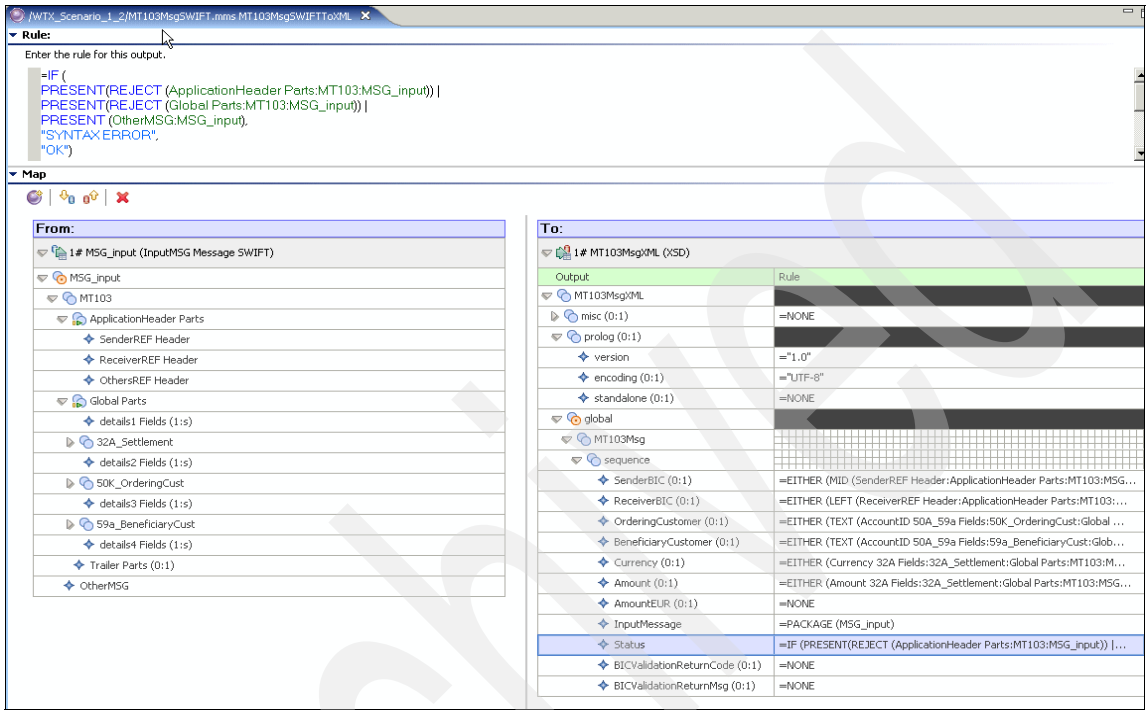 /WTX_Scenario_1_2/MT103MsgSWIFT.mms MT103MsgSWIFTToXML
Rule:
Enter the rule for this output.
=IF (
PRESENT(REJECT (ApplicationHeader Parts:MT103:MSG_input)) |
PRESENT(REJECT (Global Parts:MT103:MSG_input)) |
PRESENT (OtherMSG:MSG_input),
"SYNTAX ERROR",
"OK")
Map
From:
1# MSG_input (InputMSG Message SWIFT)
MSG_input
MT103
ApplicationHeader Parts
SenderREF Header
ReceiverREF Header
OthersREF Header
Global Parts
details1 Fields (1:s)
32A_Settlement
details2 Fields (1:s)
50K_OrderingCust
details3 Fields (1:s)
59a_BeneficiaryCust
details4 Fields (1:s)
Trailer Parts (0:1)
OtherMSG
To:
1# MT103MsgXML (XSD)
Output Rule
MT103MsgXML
misc (0:1) =NONE
prolog (0:1)
version ="1.0"
encoding (0:1) ="UTF-8"
standalone (0:1) =NONE
global
MT103Msg
sequence
SenderBIC (0:1) =EITHER (MID (SenderREF Header:ApplicationHeader Parts:MT103:MSG...
ReceiverBIC (0:1) =EITHER (LEFT (ReceiverREF Header:ApplicationHeader Parts:MT103:...
OrderingCustomer (0:1) =EITHER (TEXT (AccountID 50A_59a Fields:50K_OrderingCust:Global ...
BeneficiaryCustomer (0:1) =EITHER (TEXT (AccountID 50A_59a Fields:59a_BeneficiaryCust:Glob...
Currency (0:1) =EITHER (Currency 32A Fields:32A_Settlement:Global Parts:MT103:M...
Amount (0:1) =EITHER (Amount 32A Fields:32A_Settlement:Global Parts:MT103:MSG...
AmountEUR (0:1) =NONE
InputMessage =PACKAGE (MSG_input)
Status =IF (PRESENT(REJECT (ApplicationHeader Parts:MT103:MSG_input)) |...
BICValidationReturnCode (0:1) =NONE
BICValidationReturnMsg (0:1) =NONE